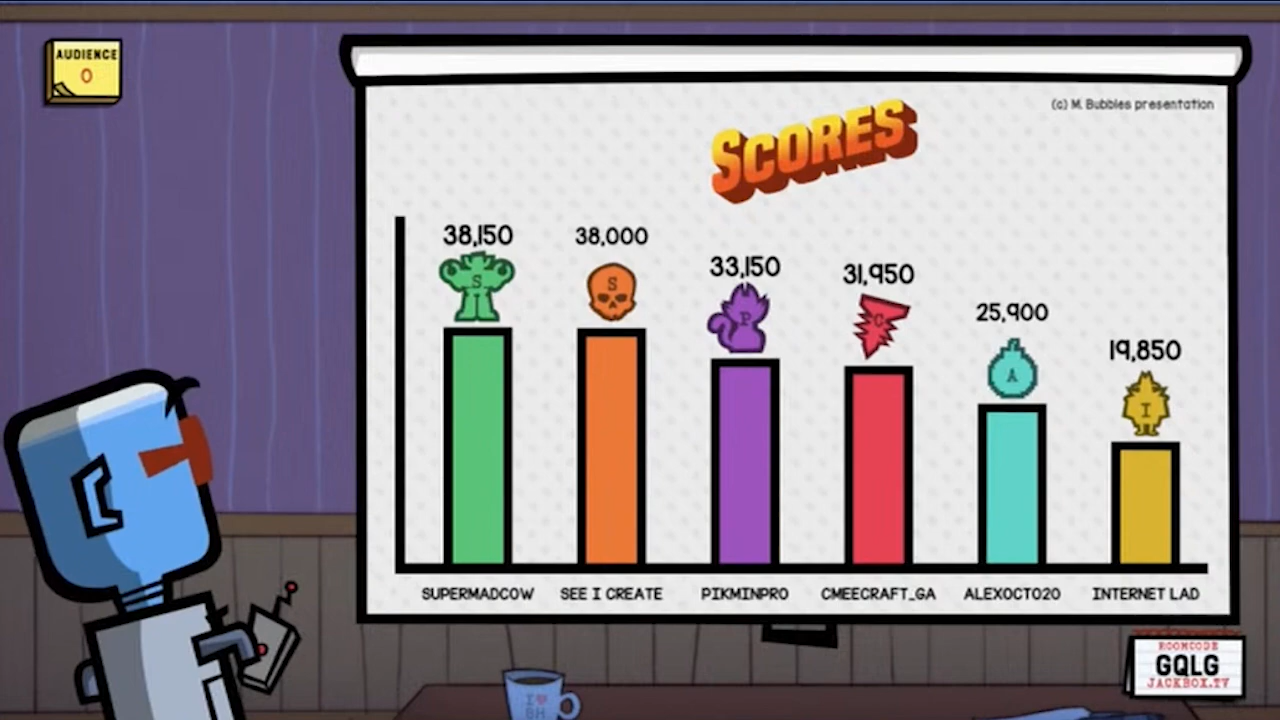 AUDIENCE
0
(c) M. Bubbles presentation
SCORES
38,150
38,000
33,150
31,950
25,900
19,850
S
S
P
C
A
I
SUPERMADCOW
SEE I CREATE
PIKMINPRO
CMEECRAFT_GA
ALEXOCTO20
INTERNET LAD
ROOMCODE
GQLG
JACKBOX.TV
I♥
BH